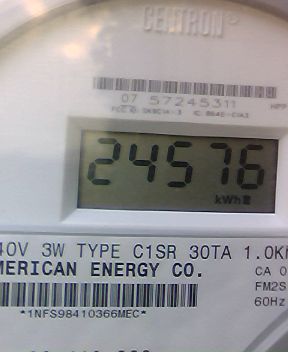 CENTRON
07 57245311
24576
kWh
40V 3W TYPE C1SR 30TA 1.0K
MERICAN ENERGY CO.
CA 0
FM2S
60Hz
*1NFS98410366MEC*